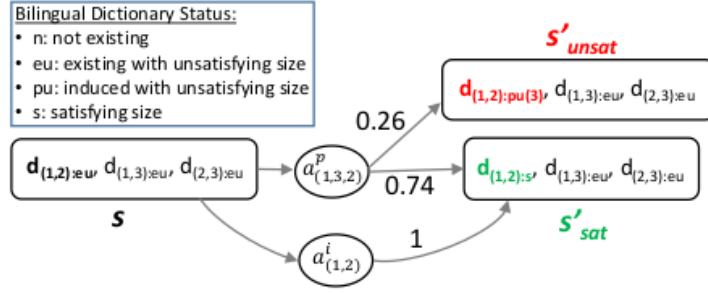 Bilingual Dictionary Status:
• n: not existing
• eu: existing with unsatisfying size
• pu: induced with unsatisfying size
• s: satisfying size
s'unsat
d(1,2):pu(3), d(1,3):eu, d(2,3):eu
0.26
d(1,2):eu, d(1,3):eu, d(2,3):eu
a^p_(1,3,2)
0.74
d(1,2):s, d(1,3):eu, d(2,3):eu
s
s'sat
a^i_(1,2)
1